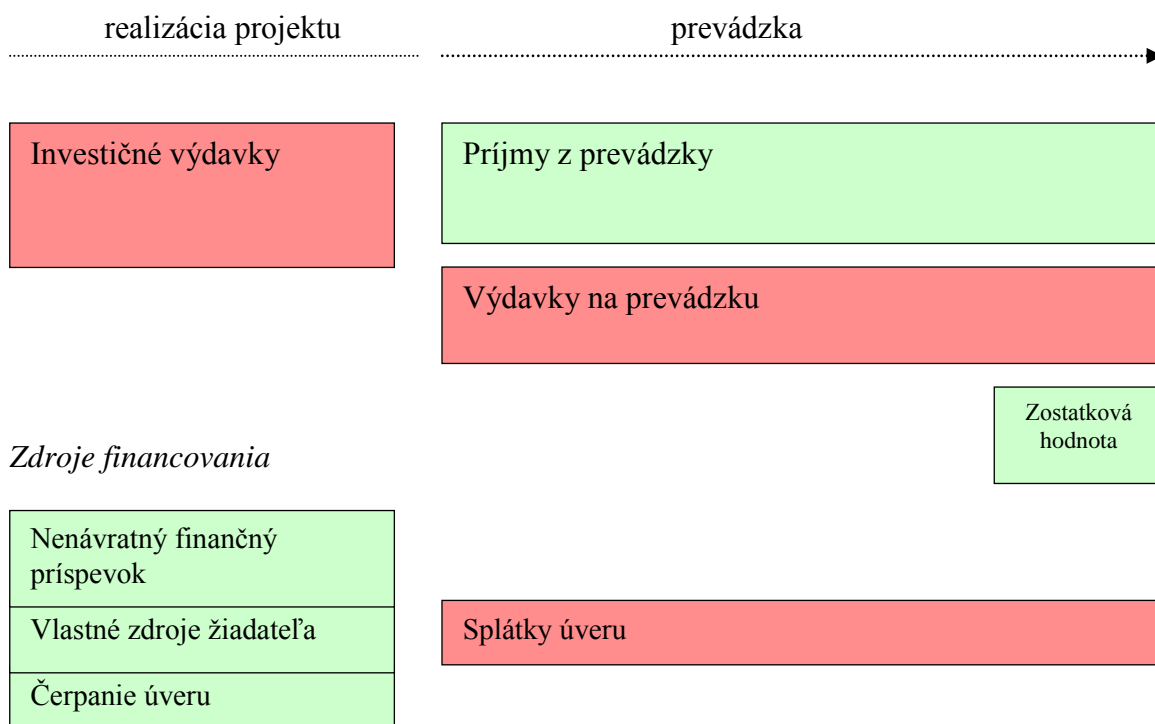 realizácia projektu
prevádzka
Investičné výdavky
Príjmy z prevádzky
Výdavky na prevádzku
Zostatková
hodnota
Zdroje financovania
Nenávratný finančný
príspevok
Vlastné zdroje žiadateľa
Splátky úveru
Čerpanie úveru